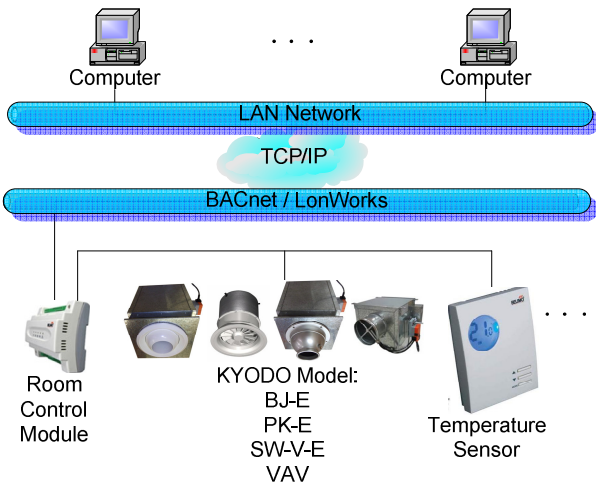 . . .
Computer
Computer
LAN Network
TCP/IP
BACnet / LonWorks
. . .
Room
Control
Module
KYODO Model:
BJ-E
PK-E
SW-V-E
VAV
Temperature
Sensor